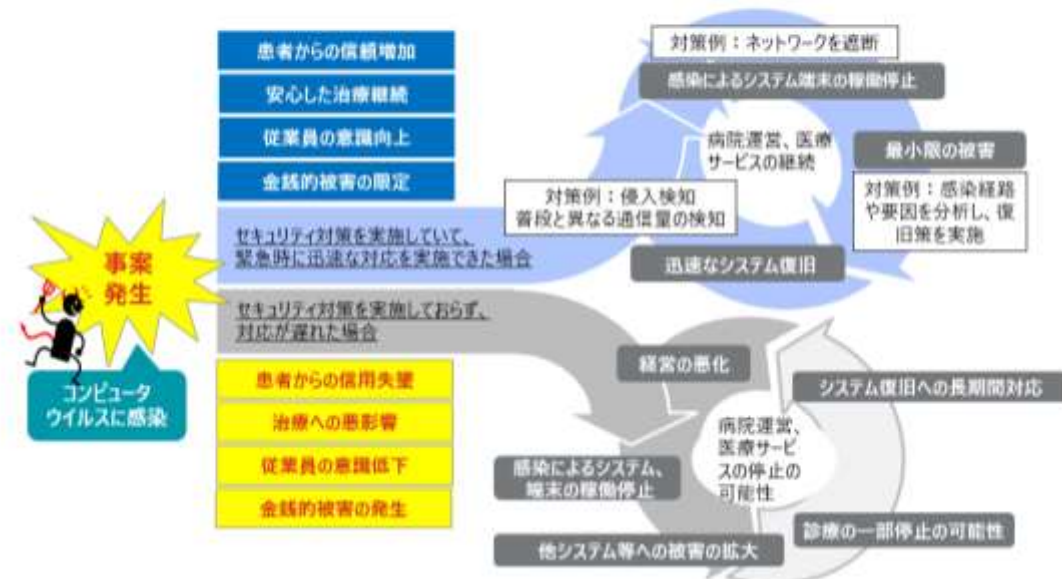 患者からの信頼増加
安心した治療継続
従業員の意識向上
金銭的被害の限定
事案
発生
コンピュータ
ウイルスに感染
セキュリティ対策を実施していて、
緊急時に迅速な対応を実施できた場合
セキュリティ対策を実施しておらず、
対応が遅れた場合
患者からの信用失望
治療への悪影響
従業員の意識低下
金銭的被害の発生
対策例：ネットワークを遮断
感染によるシステム端末の稼働停止
病院運営、医療
サービスの継続
最小限の被害
対策例：感染経路
や要因を分析し、復
旧策を実施
対策例：侵入検知
普段と異なる通信量の検知
迅速なシステム復旧
経営の悪化
システム復旧への長期間対応
病院運営、
医療サービ
スの停止の
可能性
感染によるシステム、
端末の稼働停止
診療の一部停止の可能性
他システム等への被害の拡大